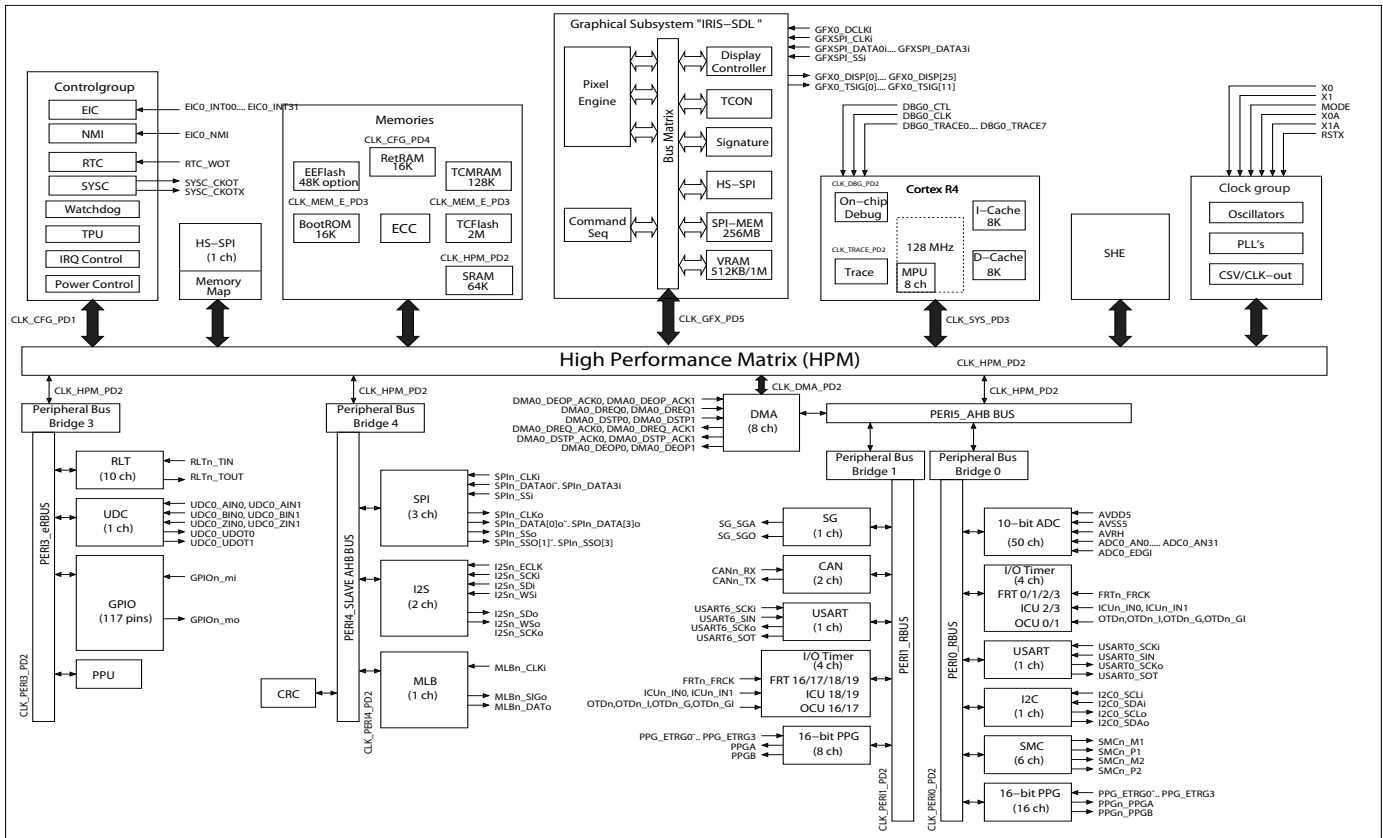 Graphical Subsystem "IRIS−SDL "
Pixel
Engine
Command
Seq
Bus Matrix
Display
Controller
TCON
Signature
HS−SPI
SPI−MEM
256MB
VRAM
512KB/1M
GFX0_DCLKI
GFXSPI_CLKi
GFXSPI_DATA0i.... GFXSPI_DATA3i
GFXSPI_SSi
GFX0_DISP[0].... GFX0_DISP[25]
GFX0_TSIG[0].... GFX0_TSIG[11]
CLK_GFX_PD5
Controlgroup
EIC
NMI
RTC
SYSC
Watchdog
TPU
IRQ Control
Power Control
EIC0_INT00.... EIC0_INT31
EIC0_NMI
RTC_WOT
SYSC_CKOT
SYSC_CKOTX
CLK_CFG_PD1
HS−SPI
(1 ch)
Memory
Map
Memories
CLK_CFG_PD4
RetRAM
16K
EEFlash
48K option
TCMRAM
128K
CLK_MEM_E_PD3
CLK_MEM_E_PD3
BootROM
16K
ECC
TCFlash
2M
CLK_HPM_PD2
SRAM
64K
DBG0_CTL
DBG0_CLK
DBG0_TRACE0.... DBG0_TRACE7
CLK_DBG_PD2
Cortex R4
On−chip
Debug
I−Cache
8K
128 MHz
CLK_TRACE_PD2
Trace
MPU
8 ch
D−Cache
8K
CLK_SYS_PD3
SHE
X0
X1
MODE
X0A
X1A
RSTX
Clock group
Oscillators
PLL's
CSV/CLK−out
High Performance Matrix (HPM)
CLK_HPM_PD2
CLK_HPM_PD2
CLK_HPM_PD2
CLK_DMA_PD2
CLK_HPM_PD2
Peripheral Bus
Bridge 3
PERI3_eRBUS
CLK_PERI3_PD2
RLT
(10 ch)
RLTn_TIN
RLTn_TOUT
UDC
(1 ch)
UDC0_AIN0, UDC0_AIN1
UDC0_BIN0, UDC0_BIN1
UDC0_ZIN0, UDC0_ZIN1
UDC0_UDOT0
UDC0_UDOT1
GPIO
(117 pins)
GPIOn_mi
GPIOn_mo
PPU
Peripheral Bus
Bridge 4
PERI4_SLAVE AHB BUS
CLK_PERI4_PD2
CRC
SPI
(3 ch)
SPIn_CLKi
SPIn_DATA0i¨. SPIn_DATA3i
SPIn_SSi
SPIn_CLKo
SPIn_DATA[0]o¨. SPIn_DATA[3]o
SPIn_SSo
SPIn_SSO[1]¨. SPIn_SSO[3]
I2S
(2 ch)
I2Sn_ECLK
I2Sn_SCKi
I2Sn_SDi
I2Sn_WSi
I2Sn_SDo
I2Sn_WSo
I2Sn_SCKo
MLB
(1 ch)
MLBn_CLKi
MLBn_SIGo
MLBn_DATo
DMA0_DEOP_ACK0, DMA0_DEOP_ACK1
DMA0_DREQ0, DMA0_DREQ1
DMA0_DSTP0, DMA0_DSTP1
DMA0_DREQ_ACK0, DMA0_DREQ_ACK1
DMA0_DSTP_ACK0, DMA0_DSTP_ACK1
DMA0_DEOP0, DMA0_DEOP1
DMA
(8 ch)
PERI5_AHB BUS
Peripheral Bus
Bridge 1
Peripheral Bus
Bridge 0
PERI1_RBUS
CLK_PERI1_PD2
SG_SGA
SG_SGO
SG
(1 ch)
CANn_RX
CANn_TX
CAN
(2 ch)
USART6_SCKi
USART6_SIN
USART6_SCKo
USART6_SOT
USART
(1 ch)
FRTn_FRCK
ICUn_IN0, ICUn_IN1
OTDn,OTDn_I,OTDn_G,OTDn_GI
I/O Timer
(4 ch)
FRT 16/17/18/19
ICU 18/19
OCU 16/17
PPG_ETRG0¨. PPG_ETRG3
PPGA
PPGB
16−bit PPG
(8 ch)
PERI0_RBUS
CLK_PERI0_PD2
10−bit ADC
(50 ch)
AVDD5
AVSS5
AVRH
ADC0_AN0..... ADC0_AN31
ADC0_EDGI
I/O Timer
(4 ch)
FRT 0/1/2/3
ICU 2/3
OCU 0/1
FRTn_FRCK
ICUn_IN0, ICUn_IN1
OTDn,OTDn_I,OTDn_G,OTDn_GI
USART
(1 ch)
USART0_SCKi
USART0_SIN
USART0_SCKo
USART0_SOT
I2C
(1 ch)
I2C0_SCLi
I2C0_SDAi
I2C0_SCLo
I2C0_SDAo
SMC
(6 ch)
SMCn_M1
SMCn_P1
SMCn_M2
SMCn_P2
16−bit PPG
(16 ch)
PPG_ETRG0¨. PPG_ETRG3
PPGn_PPGA
PPGn_PPGB